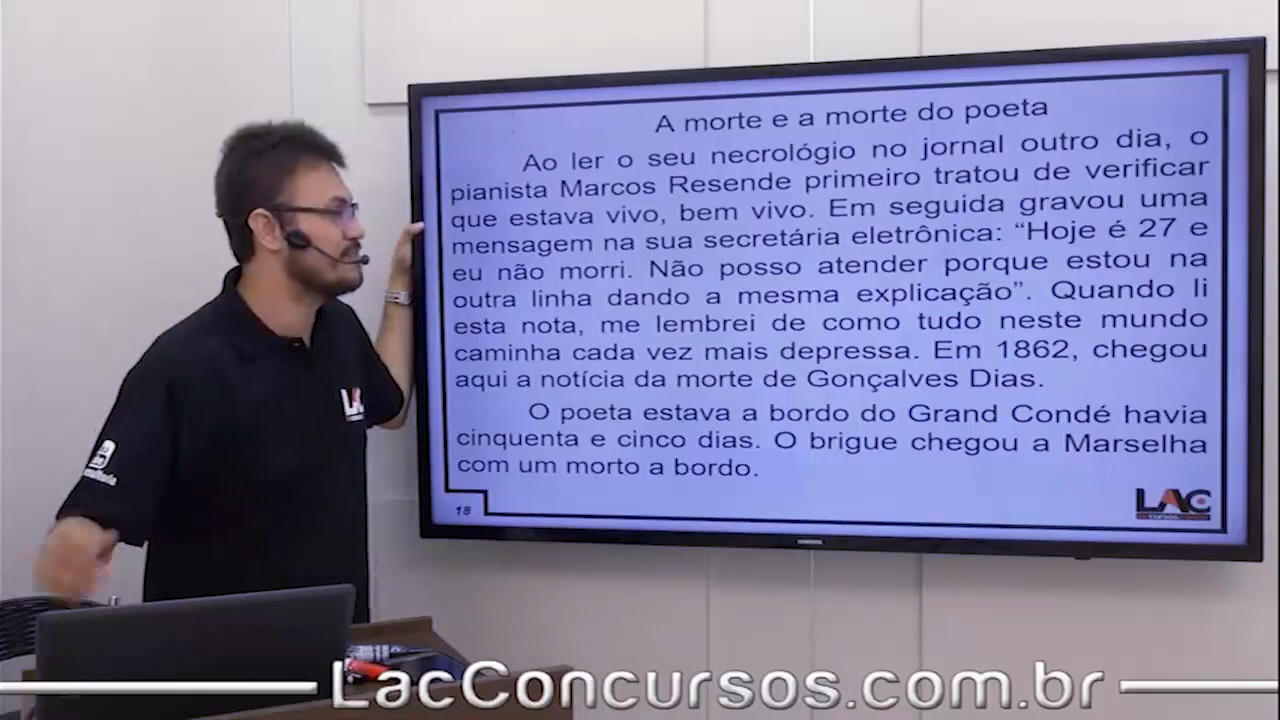 A morte e a morte do poeta
Ao ler o seu necrológio no jornal outro dia, o
pianista Marcos Resende primeiro tratou de verificar
que estava vivo, bem vivo. Em seguida gravou uma
mensagem na sua secretária eletrônica: “Hoje é 27 e
eu não morri. Não posso atender porque estou na
outra linha dando a mesma explicação”. Quando li
esta nota, me lembrei de como tudo neste mundo
caminha cada vez mais depressa. Em 1862, chegou
aqui a notícia da morte de Gonçalves Dias.
O poeta estava a bordo do Grand Condé havia
cinquenta e cinco dias. O brigue chegou a Marselha
com um morto a bordo.
18
LAC
LAC
LacConcursos.com.br